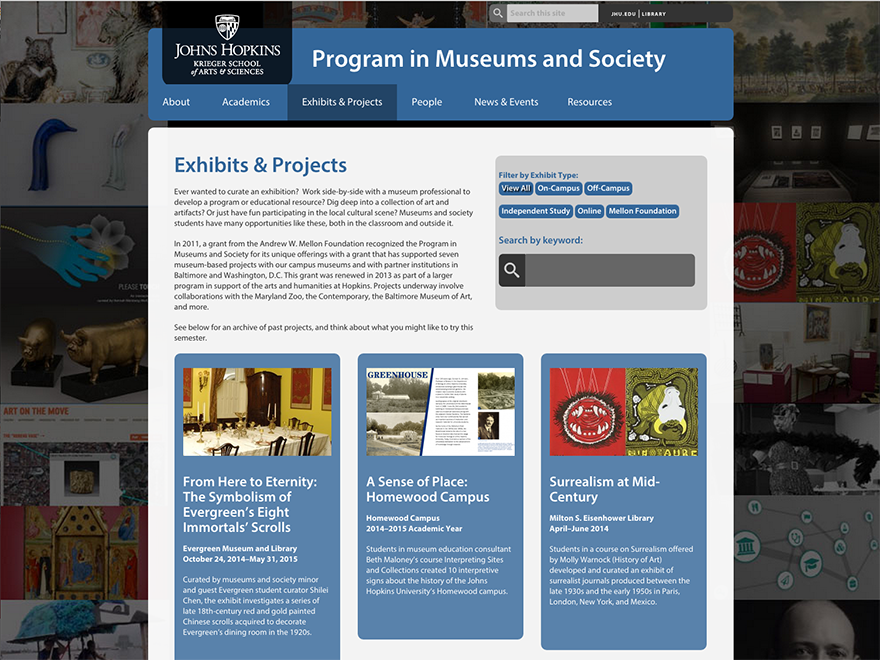 Search this site
JHU.EDU | LIBRARY
JOHNS HOPKINS
KRIEGER SCHOOL
of ARTS & SCIENCES
Program in Museums and Society
About
Academics
Exhibits & Projects
People
News & Events
Resources
Exhibits & Projects
Ever wanted to curate an exhibition? Work side-by-side with a museum professional to
develop a program or educational resource? Dig deep into a collection of art and
artifacts? Or just have fun participating in the local cultural scene? Museums and society
students have many opportunities like these, both in the classroom and outside it.
In 2011, a grant from the Andrew W. Mellon Foundation recognized the Program in
Museums and Society for its unique offerings with a grant that has supported seven
museum-based projects with our campus museums and with partner institutions in
Baltimore and Washington, D.C. This grant was renewed in 2013 as part of a larger
program in support of the arts and humanities at Hopkins. Projects underway involve
collaborations with the Maryland Zoo, the Contemporary, the Baltimore Museum of Art,
and more.
See below for an archive of past projects, and think about what you might like to try this
semester.
Filter by Exhibit Type:
View All On-Campus Off-Campus
Independent Study Online Mellon Foundation
Search by keyword:
PLEASE TO
ART ON THE MOVE
From Here to Eternity:
The Symbolism of
Evergreen's Eight
Immortals' Scrolls
Evergreen Museum and Library
October 24, 2014–May 31, 2015
Curated by museums and society minor
and guest Evergreen student curator Shilei
Chen, the exhibit investigates a series of
late 18th century red and gold painted
Chinese scrolls acquired to decorate
Evergreen's dining room in the 1920s.
GREENHOUSE
A Sense of Place:
Homewood Campus
Homewood Campus
2014–2015 Academic Year
Students in museum education consultant
Beth Maloney's course Interpreting Sites
and Collections created 10 interpretive
signs about the history of the Johns
Hopkins University's Homewood campus.
MINOTAURE
Surrealism at Mid-
Century
Milton S. Eisenhower Library
April–June 2014
Students in a course on Surrealism offered
by Molly Warnock (History of Art)
developed and curated an exhibit of
surrealist journals produced between the
late 1930s and the early 1950s in Paris,
London, New York, and Mexico.